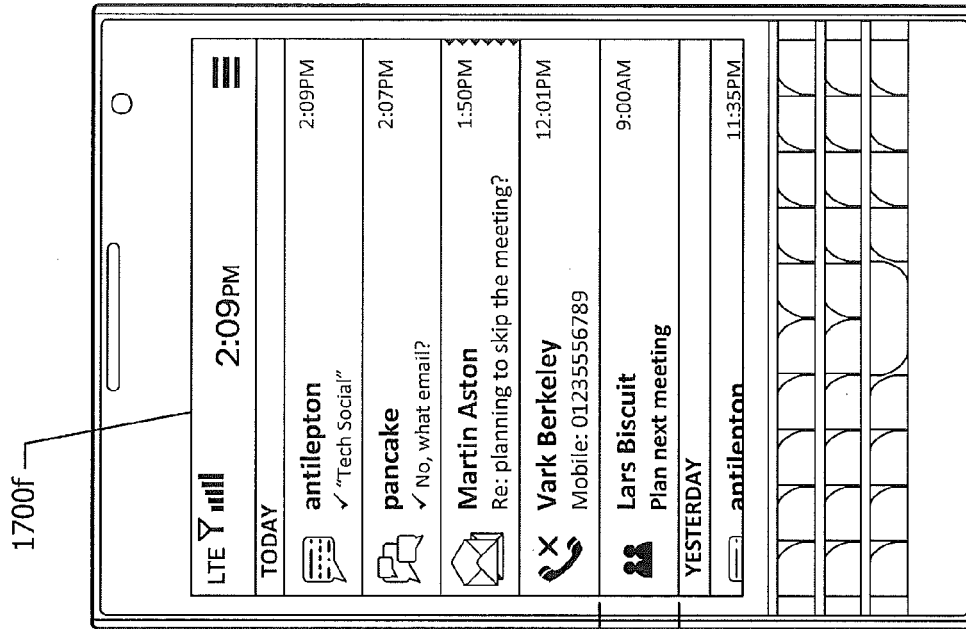 1700f
LTE 2:09PM
TODAY
antilepton 2:09PM
✓ "Tech Social"
pancake 2:07PM
✓ No, what email?
Martin Aston 1:50PM
Re: planning to skip the meeting?
Vark Berkeley 12:01PM
Mobile: 01235556789
Lars Biscuit 9:00AM
Plan next meeting
YESTERDAY
antilepton 11:35PM